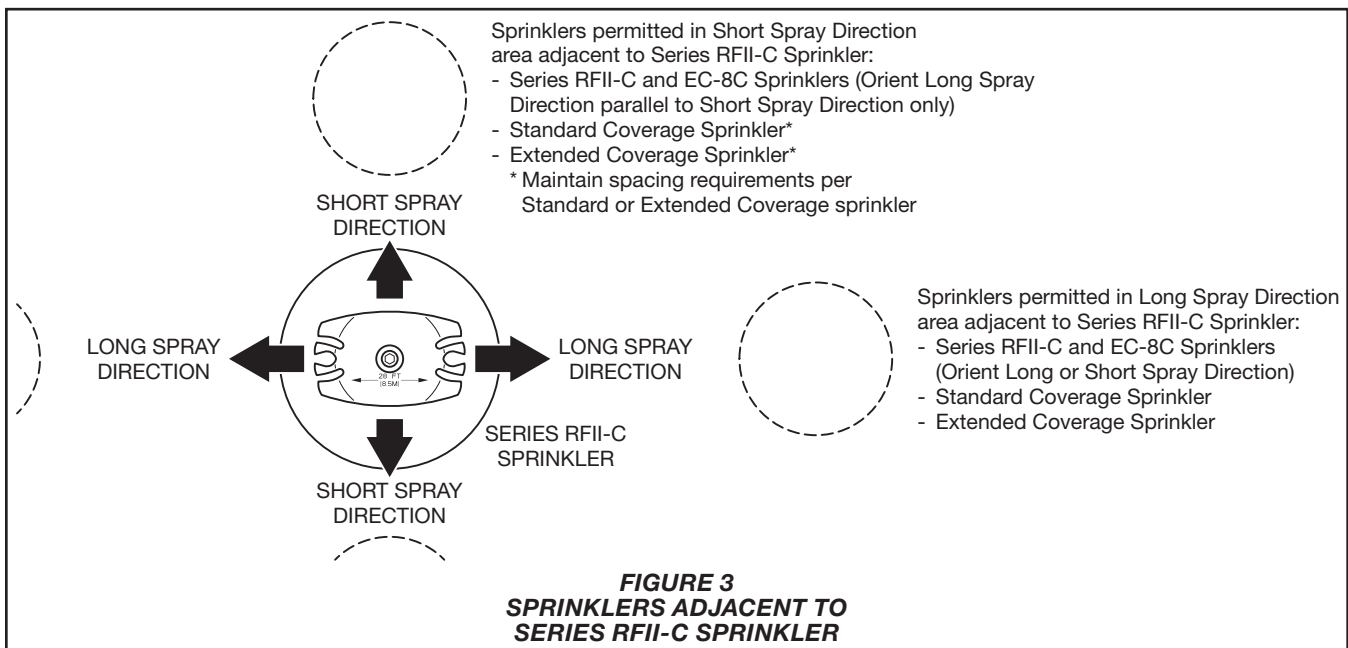 Sprinklers permitted in Short Spray Direction
area adjacent to Series RFII-C Sprinkler:
- Series RFII-C and EC-8C Sprinklers (Orient Long Spray
Direction parallel to Short Spray Direction only)
- Standard Coverage Sprinkler*
- Extended Coverage Sprinkler*
* Maintain spacing requirements per
Standard or Extended Coverage sprinkler
SHORT SPRAY
DIRECTION
LONG SPRAY
DIRECTION
28 FT
(8.5M)
LONG SPRAY
DIRECTION
Sprinklers permitted in Long Spray Direction
area adjacent to Series RFII-C Sprinkler:
- Series RFII-C and EC-8C Sprinklers
(Orient Long or Short Spray Direction)
- Standard Coverage Sprinkler
- Extended Coverage Sprinkler
SERIES RFII-C
SPRINKLER
SHORT SPRAY
DIRECTION
FIGURE 3
SPRINKLERS ADJACENT TO
SERIES RFII-C SPRINKLER